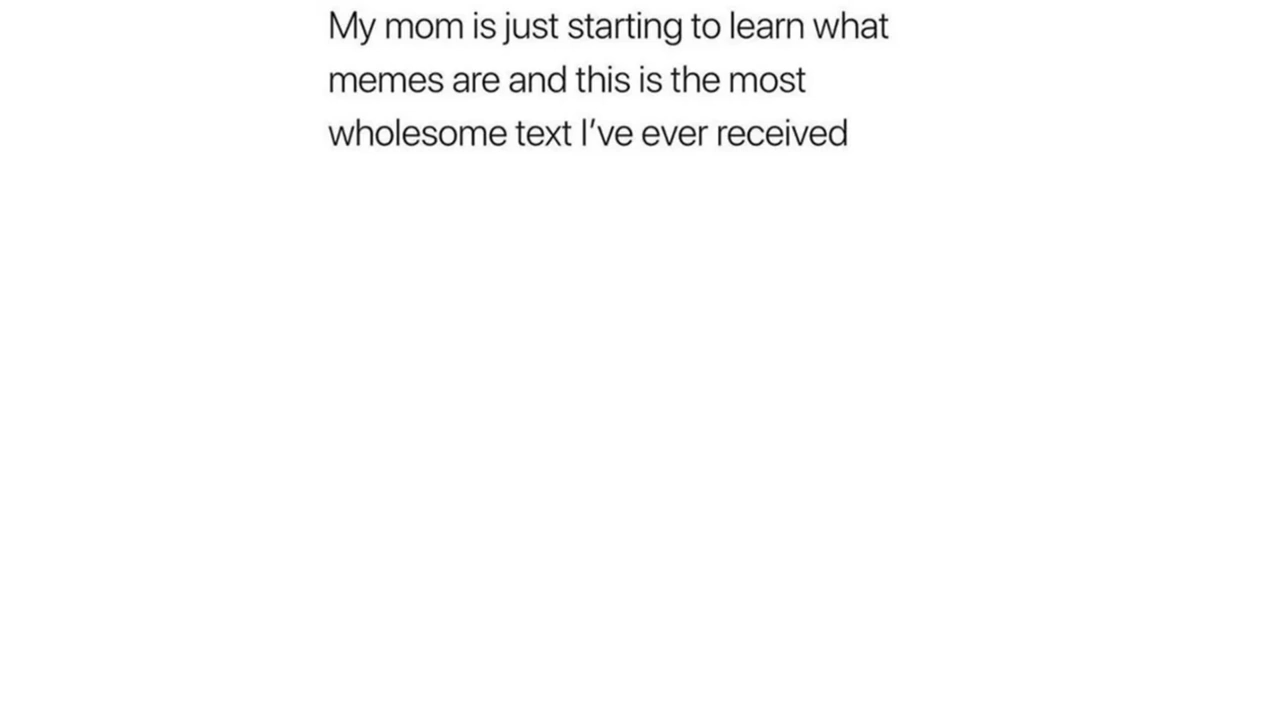 My mom is just starting to learn what
memes are and this is the most
wholesome text I’ve ever received